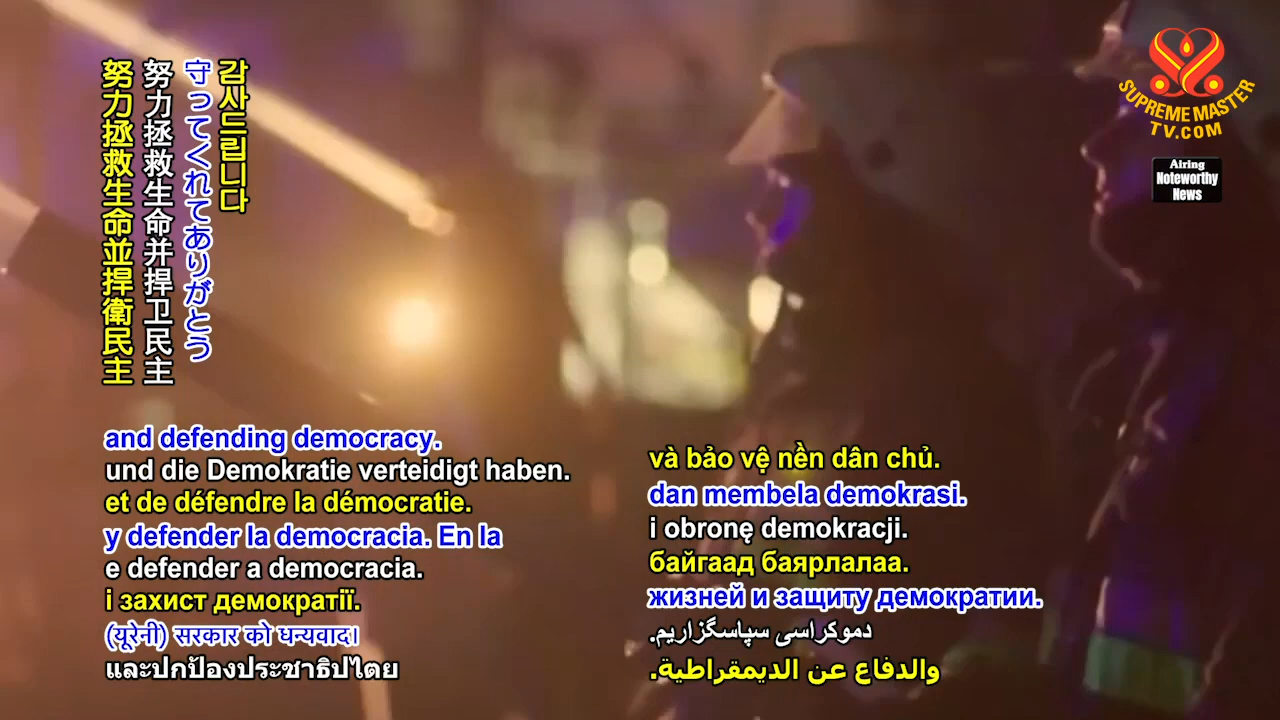 감사드립니다
守ってくれてありがとう
努力拯救生命并捍卫民主
努力拯救生命並捍衛民主
and defending democracy.
und die Demokratie verteidigt haben.
et de défendre la démocratie.
y defender la democracia. En la
e defender a democracia.
і захист демократії.
(यूरेनी) सरकार को धन्यवाद।
และปกป้องประชาธิปไตย
và bảo vệ nền dân chủ.
dan membela demokrasi.
i obronę demokracji.
байгаад баярлалаа.
жизней и защиту демократии.
دموکراسی سپاسگزاریم.
والدفاع عن الديمقراطية.
SUPREME MASTER
TV.COM
Airing
Noteworthy
News